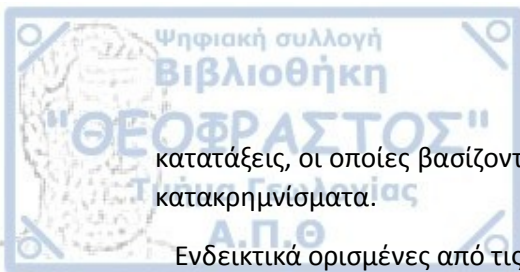 Ψηφιακή συλλογή
Βιβλιοθήκη
"ΘΕΟΦΡΑΣΤΟΣ"
κατατάξεις, οι οποίες βασίζοντ
Τμήμα Γεωλογίας
κατακρημνίσματα.
Α.Π.Θ
Ενδεικτικά ορισμένες από τις